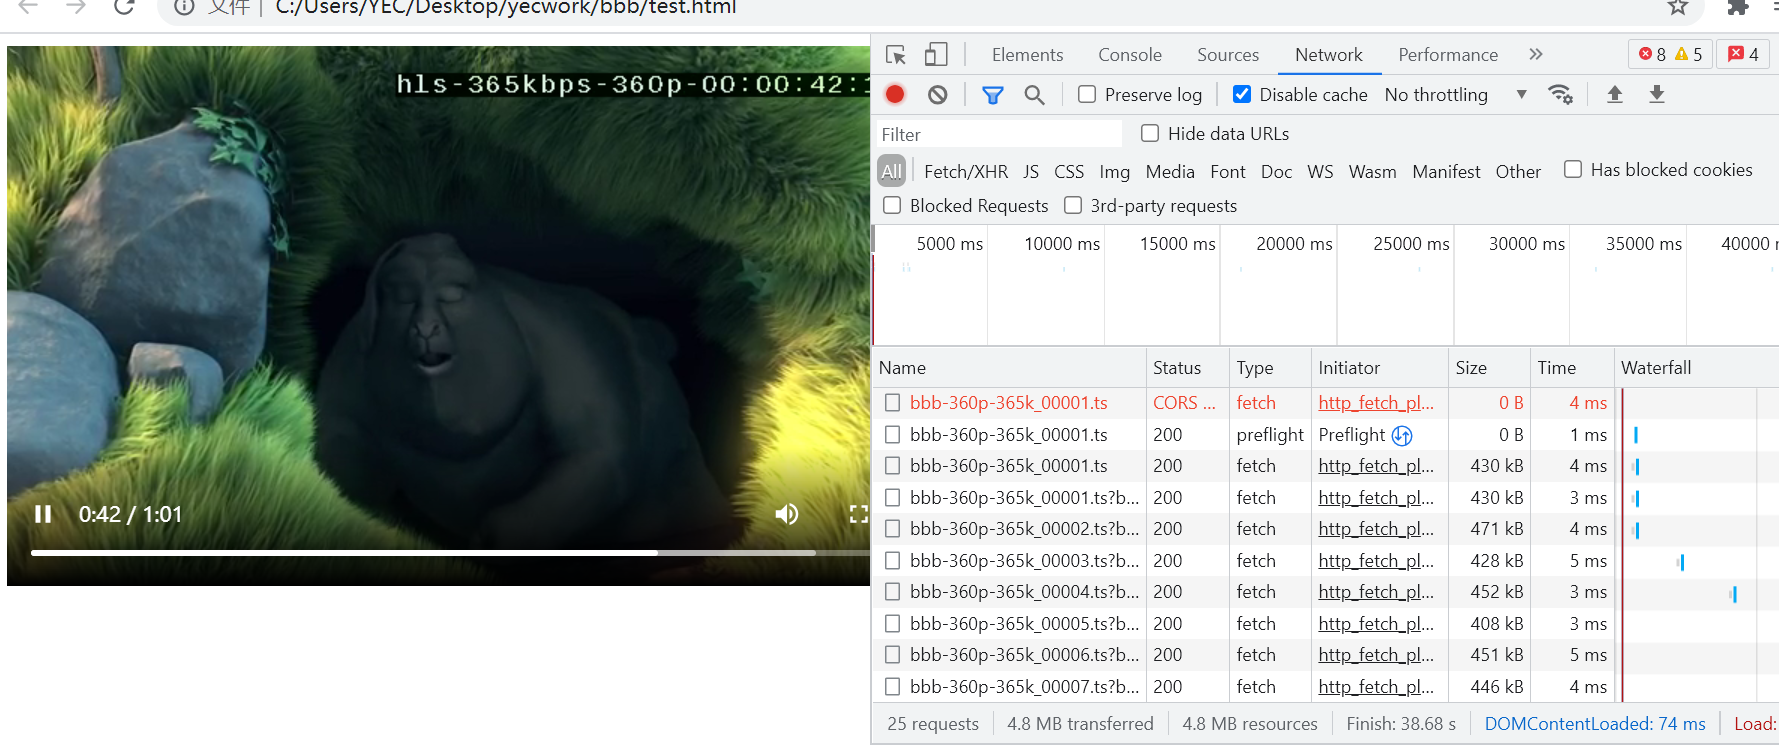 文件 | C:/Users/YEC/Desktop/yecwork/bbb/test.html
hls-365kbps-360p-00:00:42:1
0:42 / 1:01
Elements Console Sources Network Performance » 8 5 4
Preserve log Disable cache No throttling
Filter Hide data URLs
All Fetch/XHR JS CSS Img Media Font Doc WS Wasm Manifest Other Has blocked cookies
Blocked Requests 3rd-party requests
5000 ms 10000 ms 15000 ms 20000 ms 25000 ms 30000 ms 35000 ms 40000
Name Status Type Initiator Size Time Waterfall
bbb-360p-365k_00001.ts CORS ... fetch http_fetch_pl... 0 B 4 ms
bbb-360p-365k_00001.ts 200 preflight Preflight 0 B 1 ms
bbb-360p-365k_00001.ts 200 fetch http_fetch_pl... 430 kB 4 ms
bbb-360p-365k_00001.ts?b... 200 fetch http_fetch_pl... 430 kB 3 ms
bbb-360p-365k_00002.ts?b... 200 fetch http_fetch_pl... 471 kB 4 ms
bbb-360p-365k_00003.ts?b... 200 fetch http_fetch_pl... 428 kB 5 ms
bbb-360p-365k_00004.ts?b... 200 fetch http_fetch_pl... 452 kB 3 ms
bbb-360p-365k_00005.ts?b... 200 fetch http_fetch_pl... 408 kB 3 ms
bbb-360p-365k_00006.ts?b... 200 fetch http_fetch_pl... 451 kB 5 ms
bbb-360p-365k_00007.ts?b... 200 fetch http_fetch_pl... 446 kB 4 ms
25 requests 4.8 MB transferred 4.8 MB resources Finish: 38.68 s DOMContentLoaded: 74 ms Load: